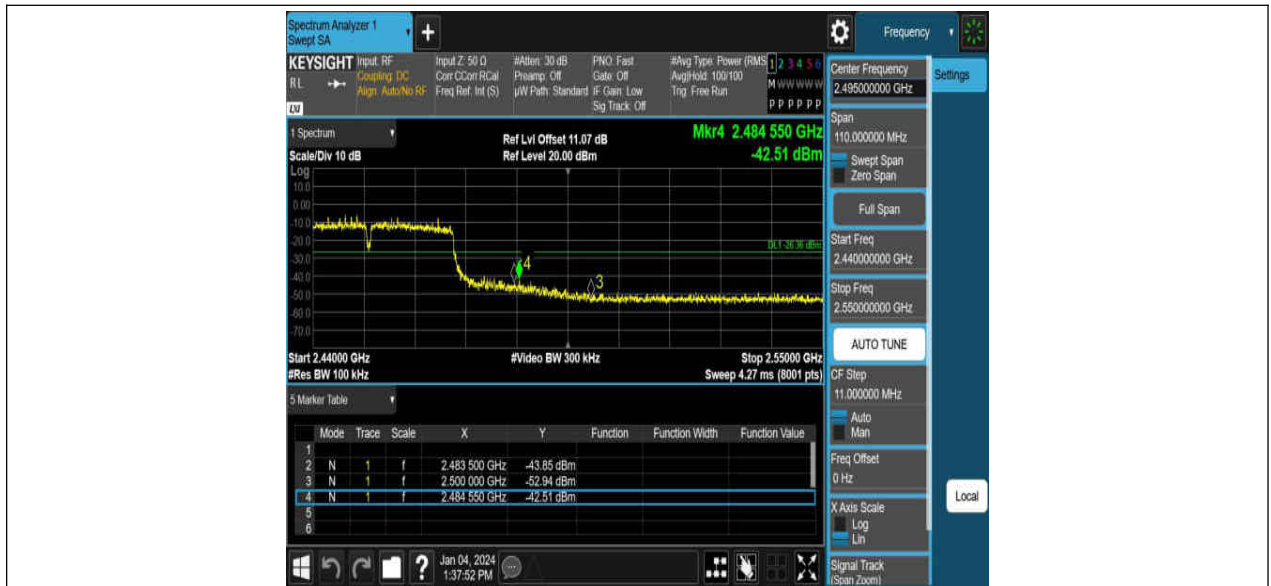 Spectrum Analyzer 1
Swept SA
+
Frequency
KEYSIGHT
RL
LXI
Input: RF
Coupling: DC
Align: Auto/No RF
Input Z: 50 Ω
Corr CCorr RCal
Freq Ref: Int (S)
#Atten: 30 dB
Preamp: Off
µW Path: Standard
PNO: Fast
Gate: Off
IF Gain: Low
Sig Track: Off
#Avg Type: Power (RMS
Avg|Hold: 100/100
Trig: Free Run
1 2 3 4 5 6
M W W W W W
P P P P P P
Center Frequency
2.495000000 GHz
Settings
Span
110.000000 MHz
Swept Span
Zero Span
Full Span
Start Freq
2.440000000 GHz
Stop Freq
2.550000000 GHz
AUTO TUNE
CF Step
11.000000 MHz
Auto
Man
Freq Offset
0 Hz
X Axis Scale
Log
Lin
Local
Signal Track
(Span Zoom)
1 Spectrum
Scale/Div 10 dB
Ref Lvl Offset 11.07 dB
Ref Level 20.00 dBm
Mkr4 2.484 550 GHz
-42.51 dBm
Log
10.0
0.00
-10.0
-20.0
-30.0
-40.0
-50.0
-60.0
-70.0
DL1 -26.36 dBm
4
3
Start 2.44000 GHz
#Res BW 100 kHz
#Video BW 300 kHz
Stop 2.55000 GHz
Sweep 4.27 ms (8001 pts)
5 Marker Table
Mode Trace Scale X Y Function Function Width Function Value
1
2 N 1 f 2.483 500 GHz -43.85 dBm
3 N 1 f 2.500 000 GHz -52.94 dBm
4 N 1 f 2.484 550 GHz -42.51 dBm
5
6
?
Jan 04, 2024
1:37:52 PM